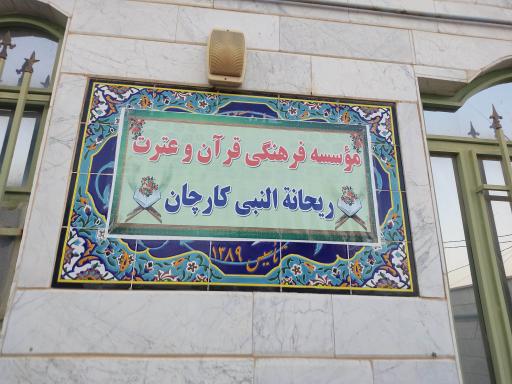 مؤسسه فرهنگی قرآن و عترت
ریحانة النبی کارچان
تأسیس ۱۳۸۹